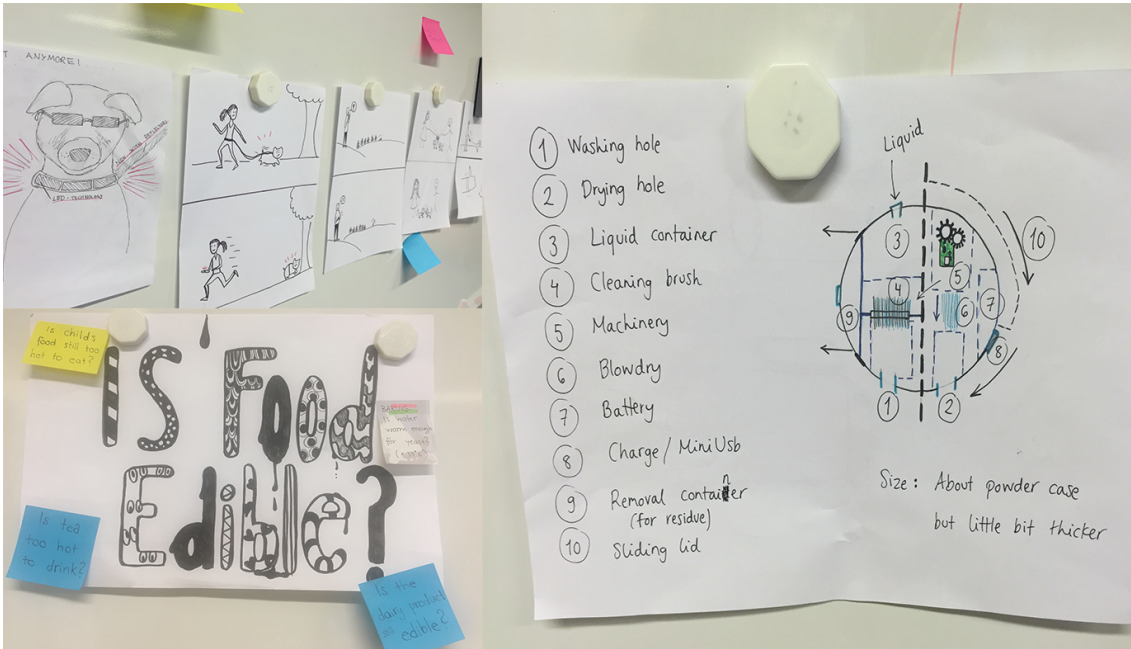 T ANYMORE!
LED-TECHNOLOGY
Is child's
food still too
hot to eat?
IS Food
Edible?
is water
warm enough
for yeast?
Is tea
too hot
to drink?
Is the
dairy product
edible?
1 Washing hole
2 Drying hole
3 Liquid container
4 Cleaning brush
5 Machinery
6 Blowdry
7 Battery
8 Charge / MiniUsb
9 Removal container
(for residue)
10 Sliding lid
Liquid
3
10
5
4
7
6
9
8
1
2
Size: About powder case
but little bit thicker